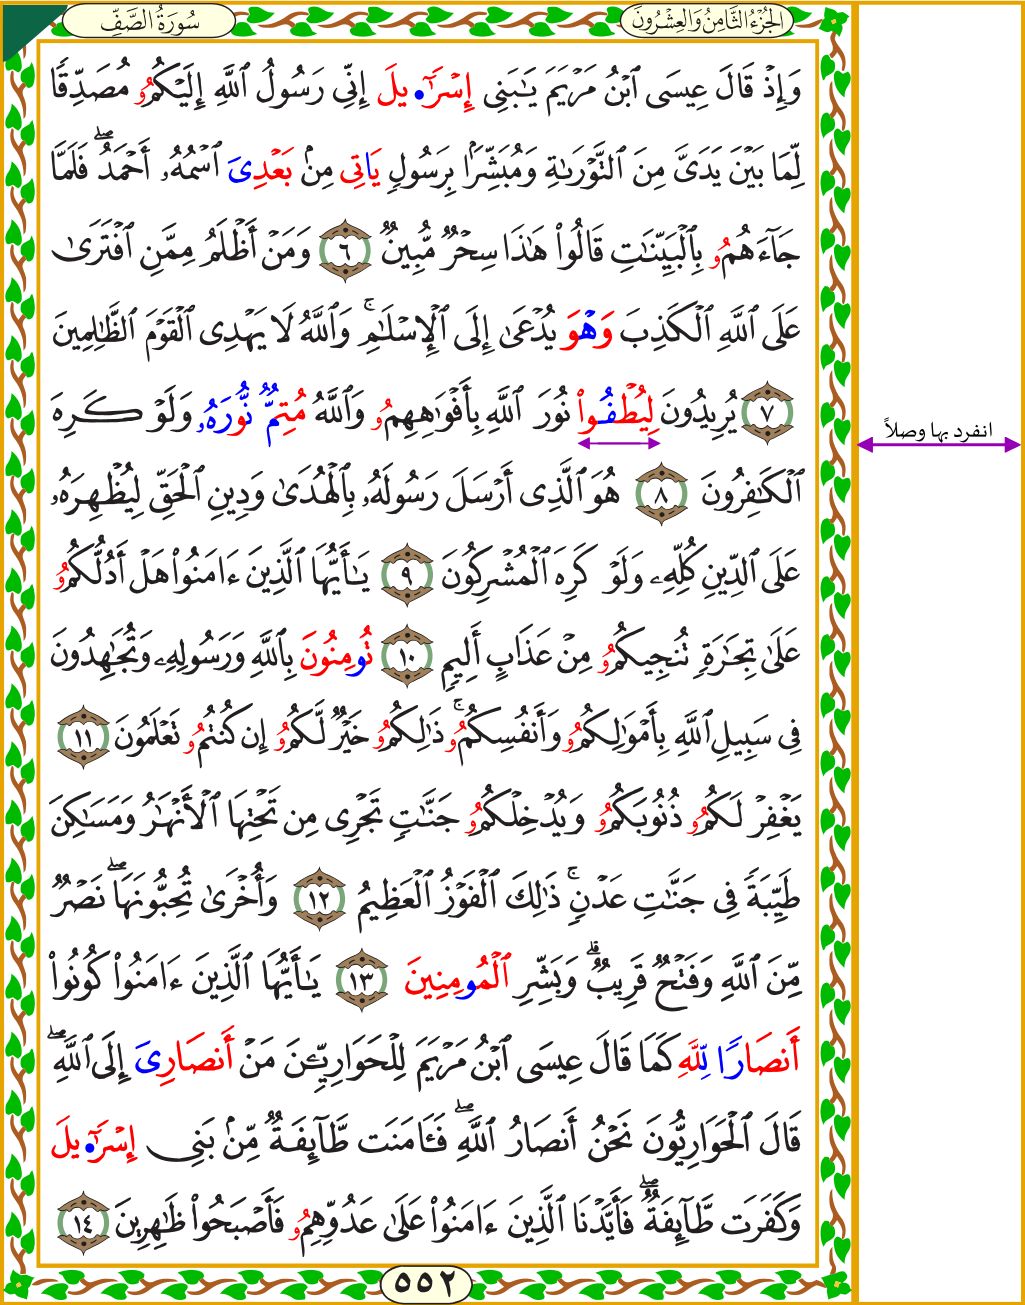 سُورَةُ الصَّفِّ
الجُزْءُ الثَّامِنُ وَالعِشْرُونَ
وَإِذْ قَالَ عِيسَى ٱبْنُ مَرْيَمَ يَٰبَنِى إِسْرَآءِيلَ إِنِّى رَسُولُ ٱللَّهِ إِلَيْكُمُۥ مُصَدِّقًا
لِّمَا بَيْنَ يَدَىَّ مِنَ ٱلتَّوْرَىٰةِ وَمُبَشِّرًۢا بِرَسُولٍ يَاتِى مِنۢ بَعْدِىَ ٱسْمُهُۥ أَحْمَدُ ۖ فَلَمَّا
جَآءَهُمُۥ بِٱلْبَيِّنَٰتِ قَالُوا۟ هَٰذَا سِحْرٌ مُّبِينٌ ٦ وَمَنْ أَظْلَمُ مِمَّنِ ٱفْتَرَىٰ
عَلَى ٱللَّهِ ٱلْكَذِبَ وَهْوَ يُدْعَىٰٓ إِلَى ٱلْإِسْلَٰمِ ۚ وَٱللَّهُ لَا يَهْدِى ٱلْقَوْمَ ٱلظَّٰلِمِينَ
٧ يُرِيدُونَ لِيُطْفُوا۟ نُورَ ٱللَّهِ بِأَفْوَٰهِهِمُۥ وَٱللَّهُ مُتِمٌّ نُّورَهُۥ وَلَوْ كَرِهَ
انفرد بها وصلاً
ٱلْكَٰفِرُونَ ٨ هُوَ ٱلَّذِى أَرْسَلَ رَسُولَهُۥ بِٱلْهُدَىٰ وَدِينِ ٱلْحَقِّ لِيُظْهِرَهُۥ
عَلَى ٱلدِّينِ كُلِّهِۦ وَلَوْ كَرِهَ ٱلْمُشْرِكُونَ ٩ يَٰٓأَيُّهَا ٱلَّذِينَ ءَامَنُوا۟ هَلْ أَدُلُّكُمُۥ
عَلَىٰ تِجَٰرَةٍ تُنجِيكُمُۥ مِنْ عَذَابٍ أَلِيمٍ ١٠ تُومِنُونَ بِٱللَّهِ وَرَسُولِهِۦ وَتُجَٰهِدُونَ
فِى سَبِيلِ ٱللَّهِ بِأَمْوَٰلِكُمُۥ وَأَنفُسِكُمُۥ ۚ ذَٰلِكُمُۥ خَيْرٌ لَّكُمُۥ إِن كُنتُمُۥ تَعْلَمُونَ ١١
يَغْفِرْ لَكُمُۥ ذُنُوبَكُمُۥ وَيُدْخِلْكُمُۥ جَنَّٰتٍ تَجْرِى مِن تَحْتِهَا ٱلْأَنْهَٰرُ وَمَسَٰكِنَ
طَيِّبَةً فِى جَنَّٰتِ عَدْنٍ ۚ ذَٰلِكَ ٱلْفَوْزُ ٱلْعَظِيمُ ١٢ وَأُخْرَىٰ تُحِبُّونَهَا ۖ نَصْرٌ
مِّنَ ٱللَّهِ وَفَتْحٌ قَرِيبٌ ۗ وَبَشِّرِ ٱلْمُومِنِينَ ١٣ يَٰٓأَيُّهَا ٱلَّذِينَ ءَامَنُوا۟ كُونُوا۟
أَنصَارًا لِّلَّهِ كَمَا قَالَ عِيسَى ٱبْنُ مَرْيَمَ لِلْحَوَارِيِّـۧنَ مَنْ أَنصَارِىَ إِلَى ٱللَّهِ ۖ
قَالَ ٱلْحَوَارِيُّونَ نَحْنُ أَنصَارُ ٱللَّهِ ۖ فَـَٔامَنَت طَّآئِفَةٌ مِّنۢ بَنِى إِسْرَآءِيلَ
وَكَفَرَت طَّآئِفَةٌ ۖ فَأَيَّدْنَا ٱلَّذِينَ ءَامَنُوا۟ عَلَىٰ عَدُوِّهِمُۥ فَأَصْبَحُوا۟ ظَٰهِرِينَ ١٤
٥٥٢